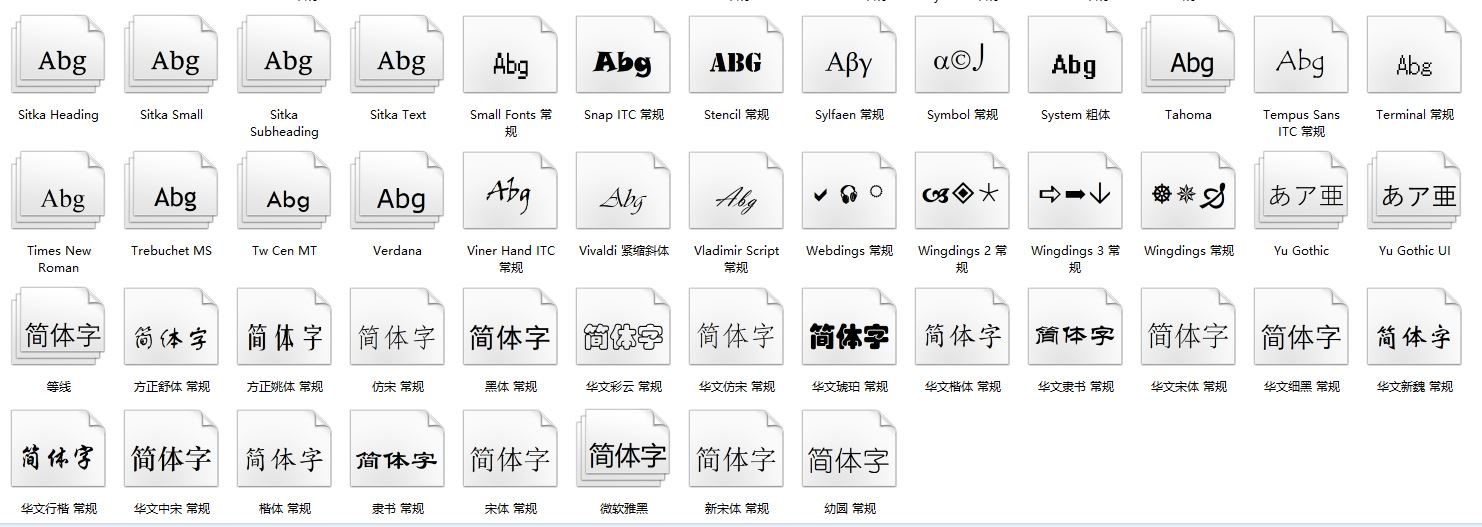 Abg Abg Abg Abg Abg Abg ABG Αβγ α©J Abg Abg Abg Abg
Sitka Heading Sitka Small Sitka Sitka Text Small Fonts 常 Snap ITC 常规 Stencil 常规 Sylfaen 常规 Symbol 常规 System 粗体 Tahoma Tempus Sans Terminal 常规
Subheading 规 ITC 常规
Abg Abg Abg Abg Abg Abg Abg あア亜 あア亜
Times New Trebuchet MS Tw Cen MT Verdana Viner Hand ITC Vivaldi 紧缩斜体 Vladimir Script Webdings 常规 Wingdings 2 常 Wingdings 3 常 Wingdings 常规 Yu Gothic Yu Gothic UI
Roman 常规 常规 规 规
简体字 简体字 简体字 简体字 简体字 简体字 简体字 简体字 简体字 简体字 简体字 简体字 简体字
等线 方正舒体 常规 方正姚体 常规 仿宋 常规 黑体 常规 华文彩云 常规 华文仿宋 常规 华文琥珀 常规 华文楷体 常规 华文隶书 常规 华文宋体 常规 华文细黑 常规 华文新魏 常规
简体字 简体字 简体字 简体字 简体字 简体字 简体字 简体字
华文行楷 常规 华文中宋 常规 楷体 常规 隶书 常规 宋体 常规 微软雅黑 新宋体 常规 幼圆 常规